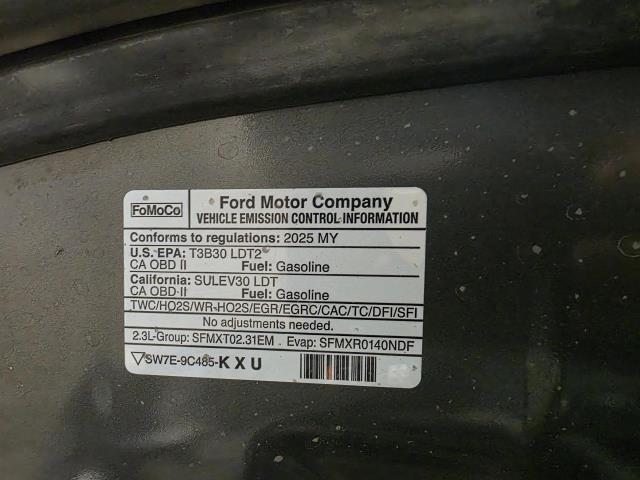 FoMoCo Ford Motor Company
VEHICLE EMISSION CONTROL INFORMATION
Conforms to regulations: 2025 MY
U.S. EPA: T3B30 LDT2
CA OBD II Fuel: Gasoline
California: SULEV30 LDT
CA OBD II Fuel: Gasoline
TWC/HO2S/WR-HO2S/EGR/EGRC/CAC/TC/DFI/SFI
No adjustments needed.
2.3L-Group: SFMXT02.31EM Evap: SFMXR0140NDF
SW7E-9C485-K X U